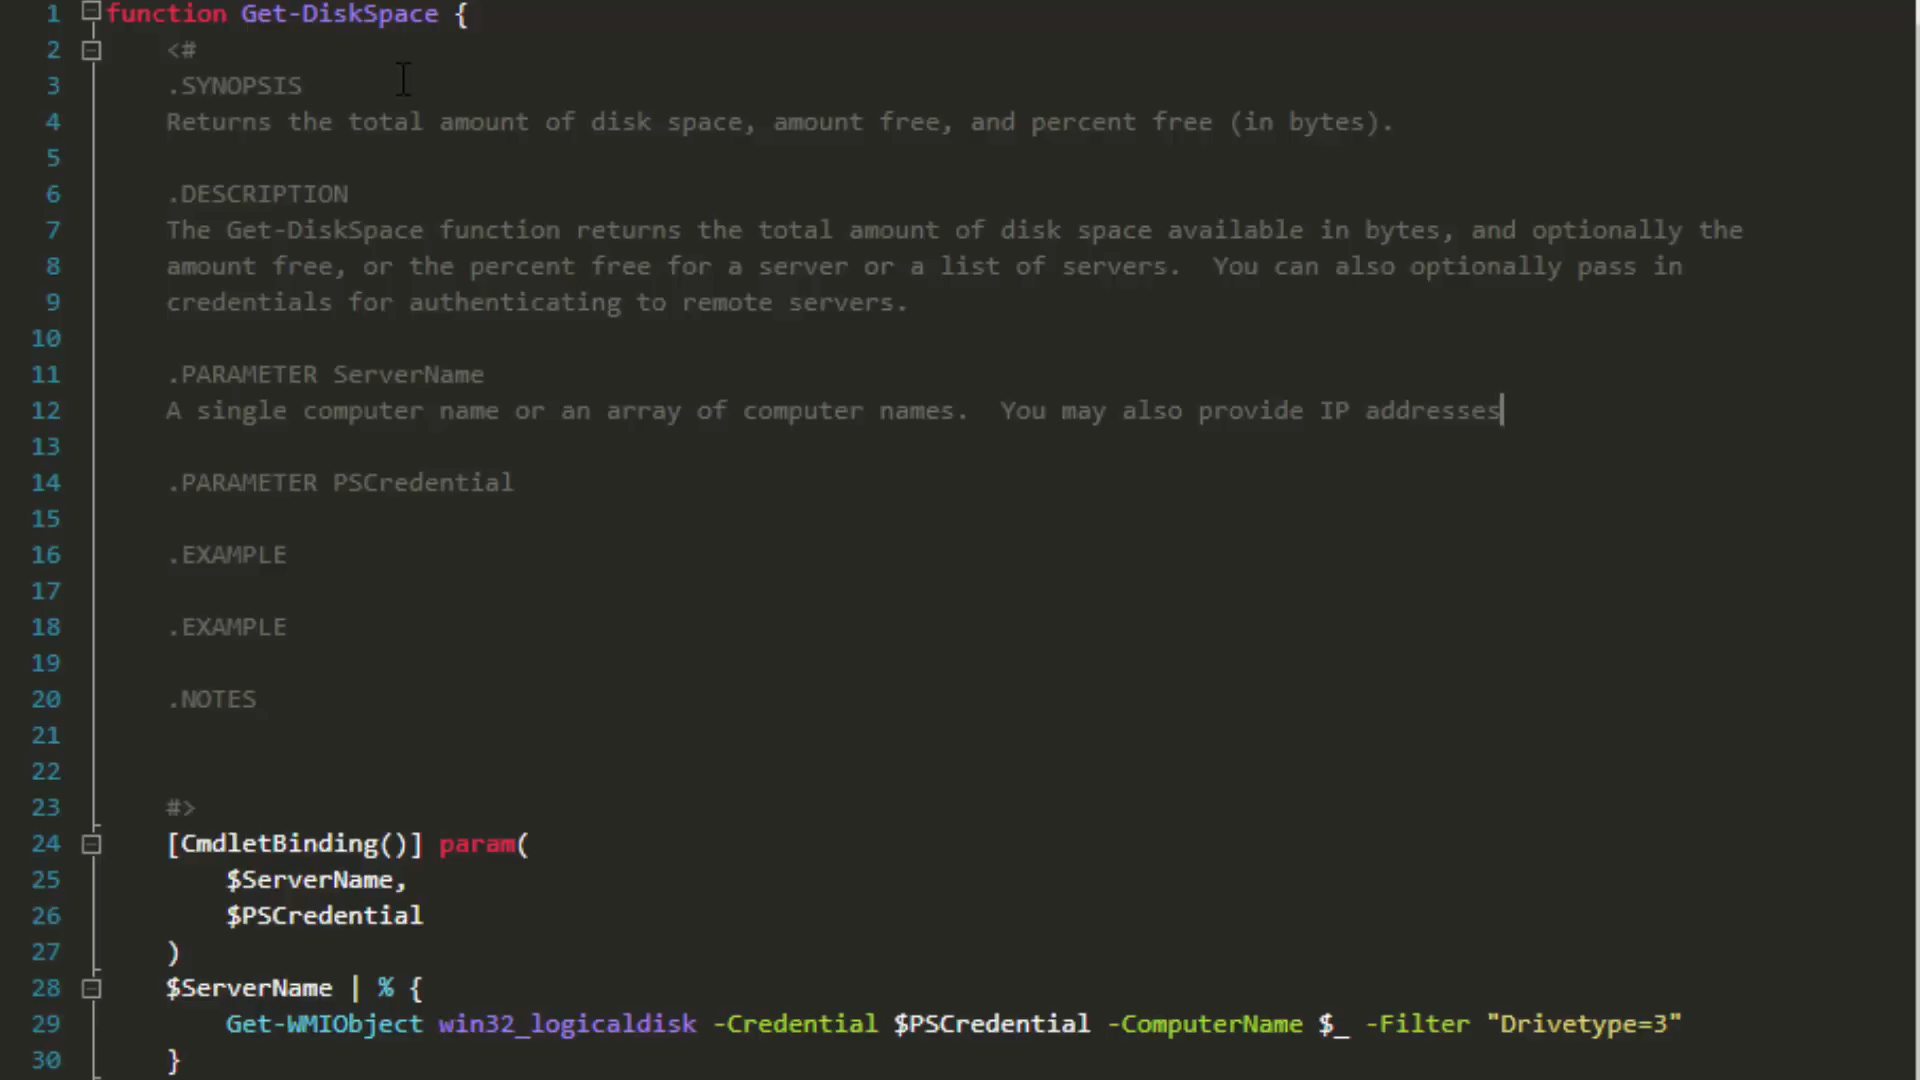 1 function Get-DiskSpace {
2 <#
3 .SYNOPSIS
4 Returns the total amount of disk space, amount free, and percent free (in bytes).
5
6 .DESCRIPTION
7 The Get-DiskSpace function returns the total amount of disk space available in bytes, and optionally the
8 amount free, or the percent free for a server or a list of servers.  You can also optionally pass in
9 credentials for authenticating to remote servers.
10
11 .PARAMETER ServerName
12 A single computer name or an array of computer names.  You may also provide IP addresses
13
14 .PARAMETER PSCredential
15
16 .EXAMPLE
17
18 .EXAMPLE
19
20 .NOTES
21
22
23 #>
24 [CmdletBinding()] param(
25 $ServerName,
26 $PSCredential
27 )
28 $ServerName | % {
29 Get-WMIObject win32_logicaldisk -Credential $PSCredential -ComputerName $_ -Filter "Drivetype=3"
30 }